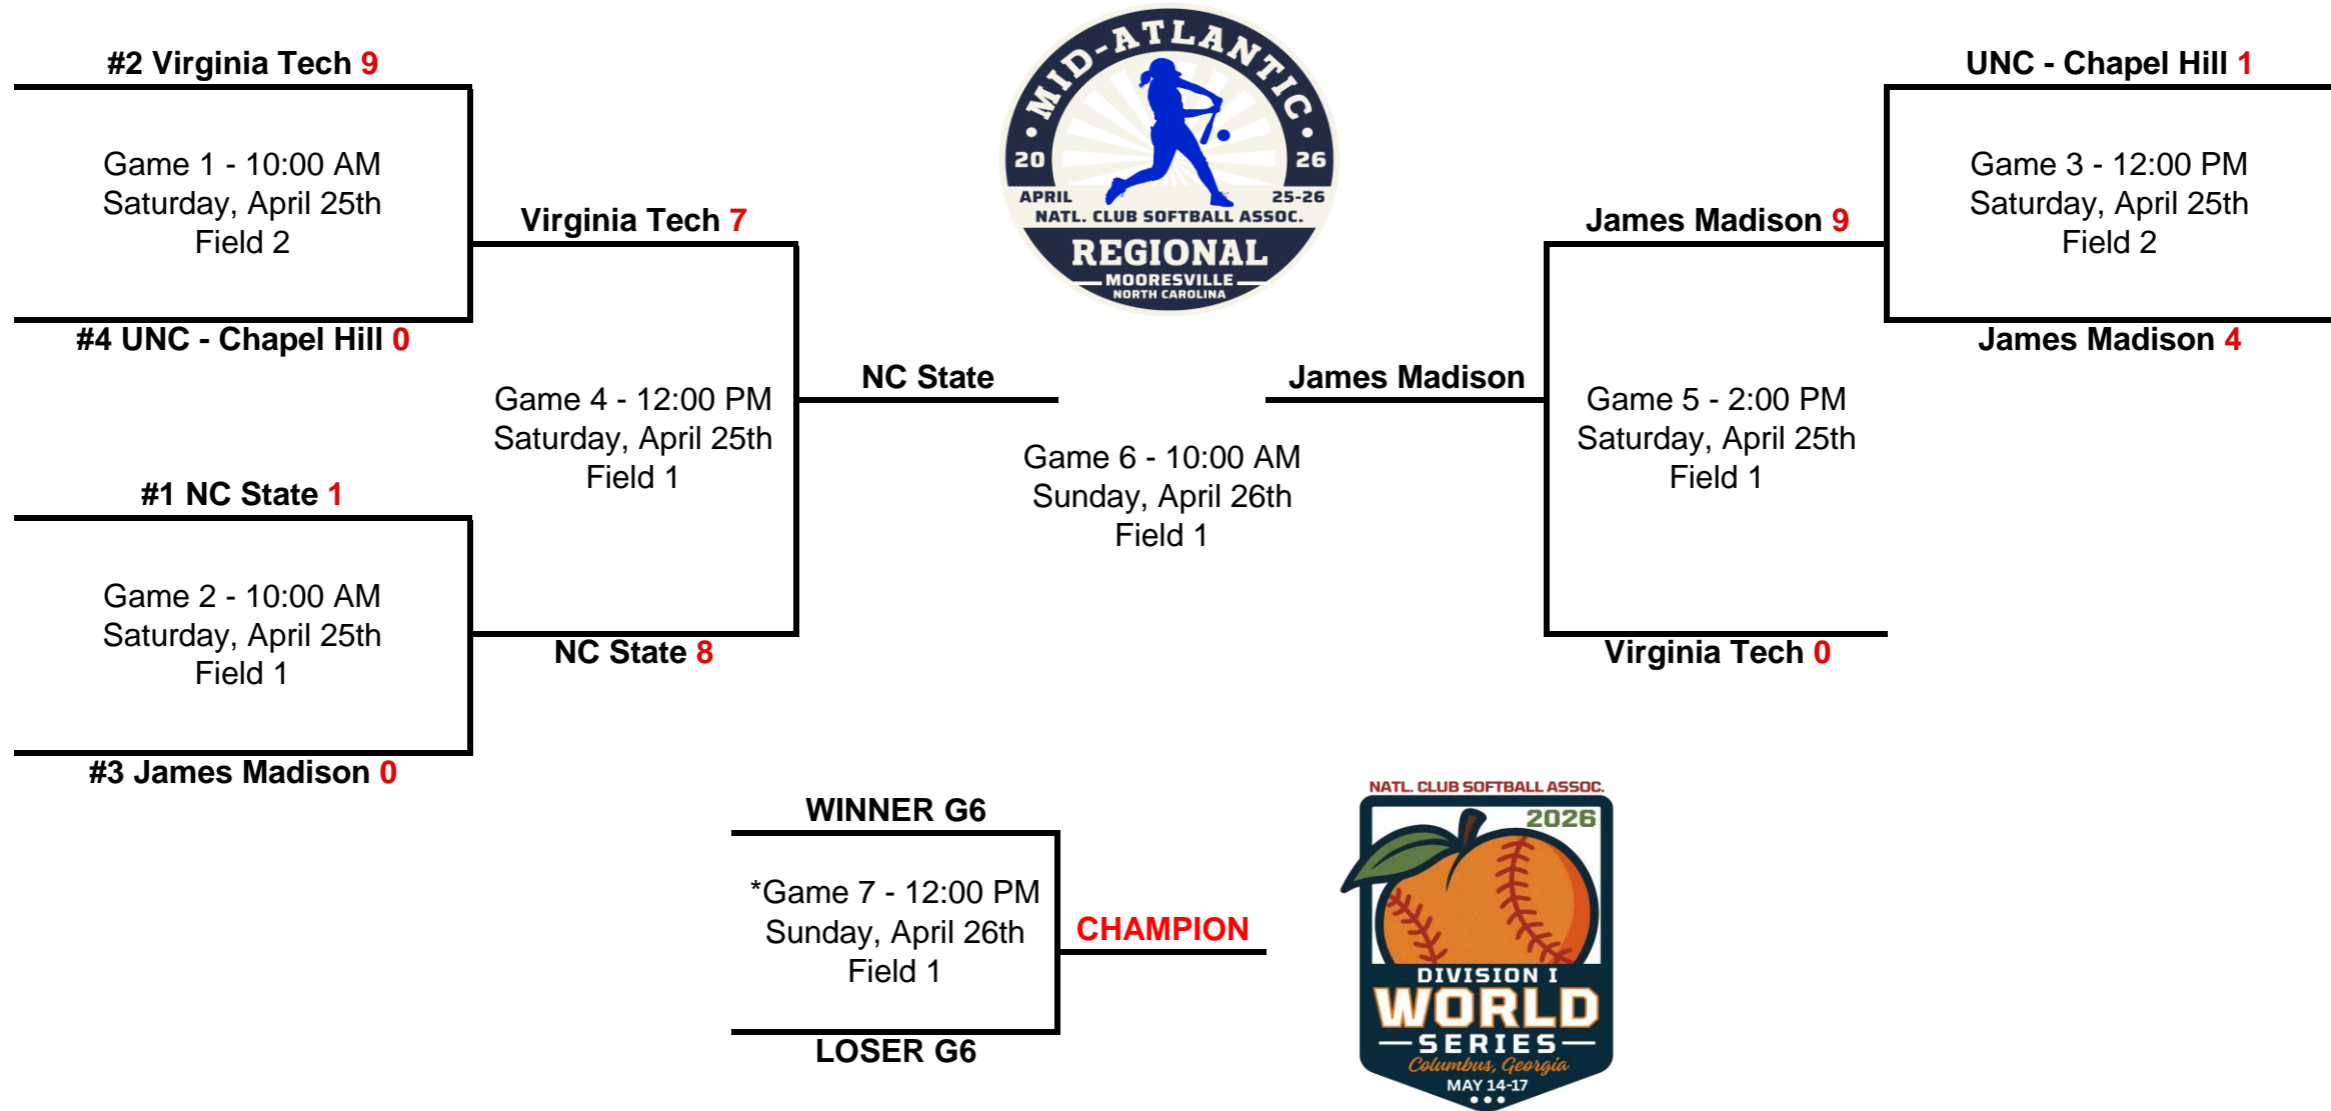 #2 Virginia Tech 9
Game 1 - 10:00 AM
Saturday, April 25th
Field 2
#4 UNC - Chapel Hill 0
#1 NC State 1
Game 2 - 10:00 AM
Saturday, April 25th
Field 1
#3 James Madison 0
Virginia Tech 7
Game 4 - 12:00 PM
Saturday, April 25th
Field 1
NC State 8
NC State
MID-ATLANTIC
20 26
APRIL 25-26
NATL. CLUB SOFTBALL ASSOC.
REGIONAL
MOORESVILLE
NORTH CAROLINA
Game 6 - 10:00 AM
Sunday, April 26th
Field 1
James Madison
James Madison 9
Game 5 - 2:00 PM
Saturday, April 25th
Field 1
Virginia Tech 0
UNC - Chapel Hill 1
Game 3 - 12:00 PM
Saturday, April 25th
Field 2
James Madison 4
WINNER G6
*Game 7 - 12:00 PM
Sunday, April 26th
Field 1
LOSER G6
CHAMPION
NATL. CLUB SOFTBALL ASSOC.
2026
DIVISION I
WORLD
SERIES
Columbus, Georgia
MAY 14-17